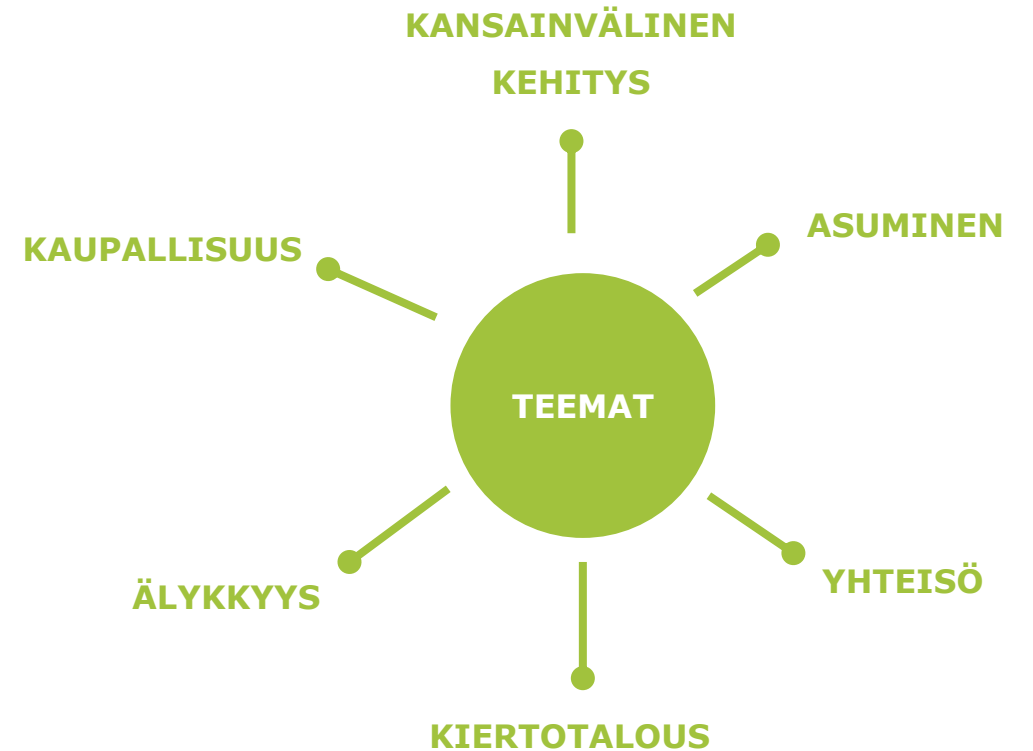 KANSAINVÄLINEN
KEHITYS
ASUMINEN
KAUPALLISUUS
TEEMAT
YHTEISÖ
ÄLYKKYYS
KIERTOTALOUS